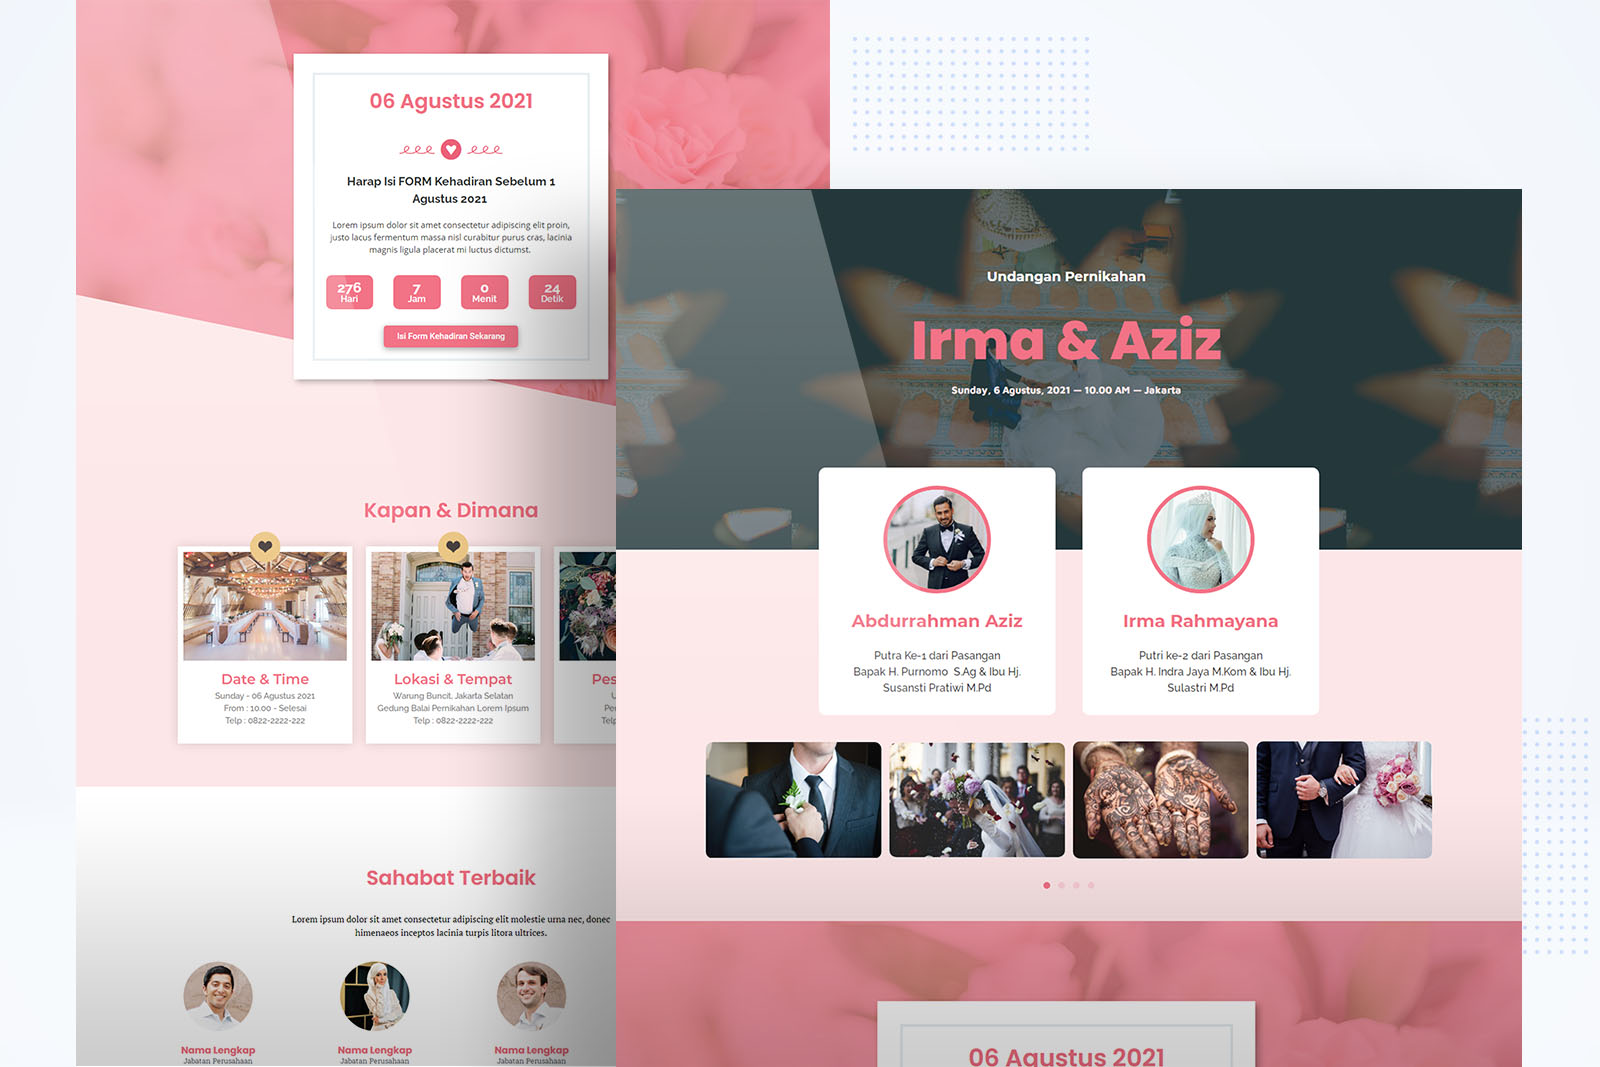 06 Agustus 2021
Harap Isi FORM Kehadiran Sebelum 1
Agustus 2021
Lorem ipsum dolor sit amet consectetur adipiscing elit proin,
justo lacus fermentum massa nisl curabitur purus cras, lacinia
magnis ligula placerat mi luctus dictumst.
276 7 0 24
Hari Jam Menit Detik
Isi Form Kehadiran Sekarang
Kapan & Dimana
Date & Time
Sunday - 06 Agustus 2021
From : 10.00 - Selesai
Telp : 0822-2222-222
Lokasi & Tempat
Warung Buncit, Jakarta Selatan
Gedung Balai Pernikahan Lorem Ipsum
Telp : 0822-2222-222
Pes
U
Per
Telp
Sahabat Terbaik
Lorem ipsum dolor sit amet consectetur adipiscing elit molestie urna nec, donec
himenaeos inceptos lacinia turpis litora ultrices.
Nama Lengkap
Jabatan Perusahaan
Nama Lengkap
Jabatan Perusahaan
Nama Lengkap
Jabatan Perusahaan
Undangan Pernikahan
Irma & Aziz
Sunday, 6 Agustus, 2021 — 10.00 AM — Jakarta
Abdurrahman Aziz
Putra Ke-1 dari Pasangan
Bapak H. Purnomo S.Ag & Ibu Hj.
Susansti Pratiwi M.Pd
Irma Rahmayana
Putri ke-2 dari Pasangan
Bapak H. Indra Jaya M.Kom & Ibu Hj.
Sulastri M.Pd
06 Agustus 2021